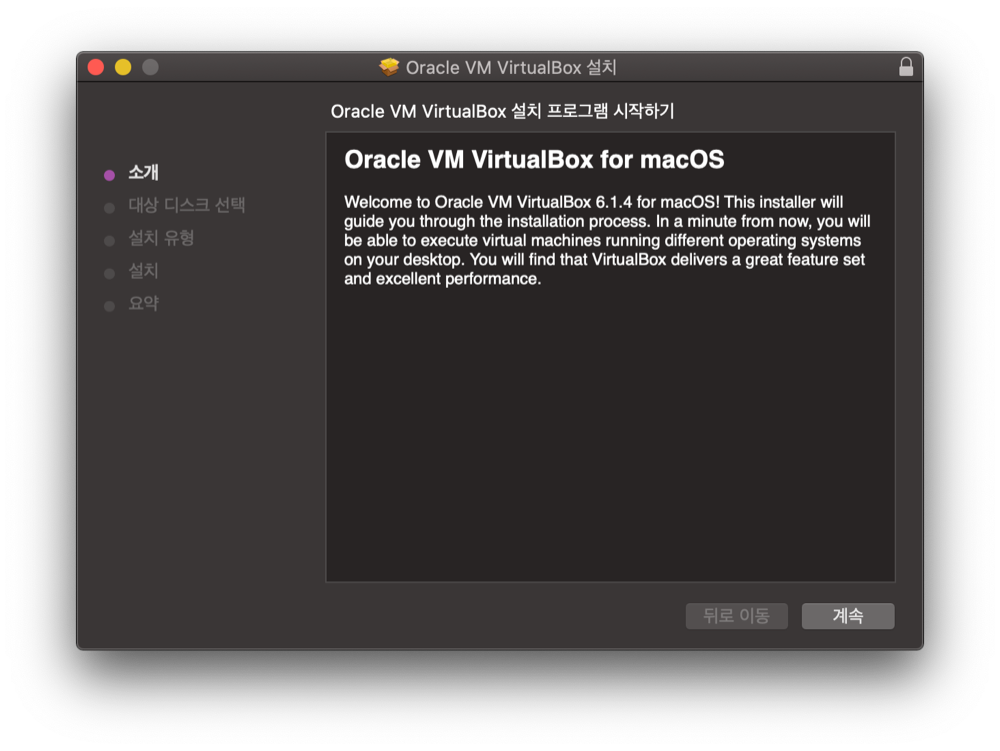 Oracle VM VirtualBox 설치
Oracle VM VirtualBox 설치 프로그램 시작하기
소개
대상 디스크 선택
설치 유형
설치
요약
Oracle VM VirtualBox for macOS
Welcome to Oracle VM VirtualBox 6.1.4 for macOS! This installer will
guide you through the installation process. In a minute from now, you will
be able to execute virtual machines running different operating systems
on your desktop. You will find that VirtualBox delivers a great feature set
and excellent performance.
뒤로 이동
계속